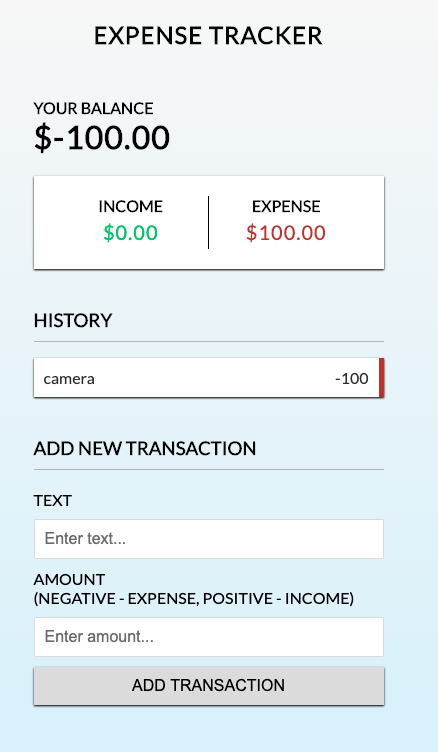 EXPENSE TRACKER
YOUR BALANCE
$-100.00
INCOME
$0.00
EXPENSE
$100.00
HISTORY
camera -100
ADD NEW TRANSACTION
TEXT
Enter text...
AMOUNT
(NEGATIVE - EXPENSE, POSITIVE - INCOME)
Enter amount...
ADD TRANSACTION